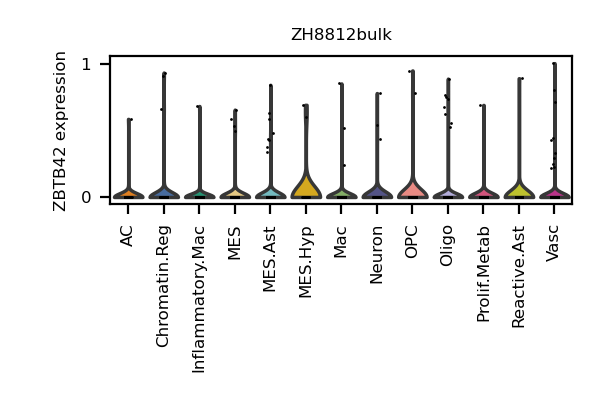 ZH8812bulk
ZBTB42 expression
1
0
AC
Chromatin.Reg
Inflammatory.Mac
MES
MES.Ast
MES.Hyp
Mac
Neuron
OPC
Oligo
Prolif.Metab
Reactive.Ast
Vasc